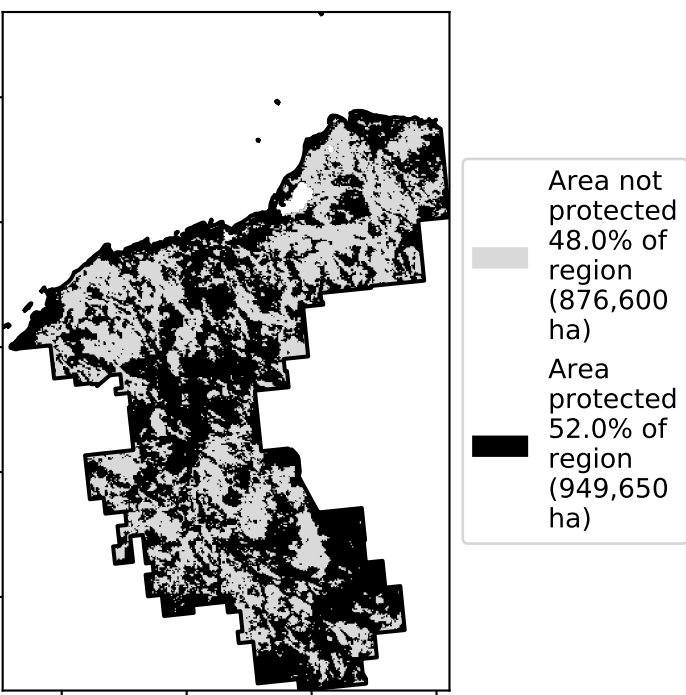 Area not
protected
48.0% of
region
(876,600
ha)
Area
protected
52.0% of
region
(949,650
ha)